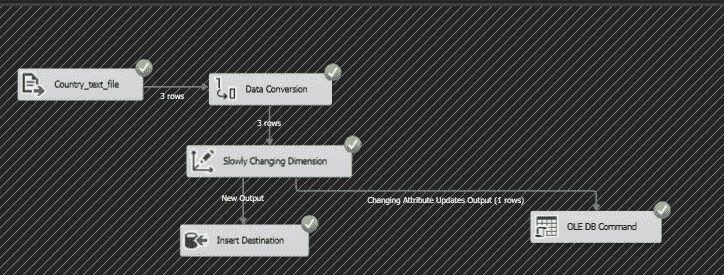 Country_text_file
3 rows
Data Conversion
3 rows
Slowly Changing Dimension
New Output
Changing Attribute Updates Output (1 rows)
Insert Destination
OLE DB Command